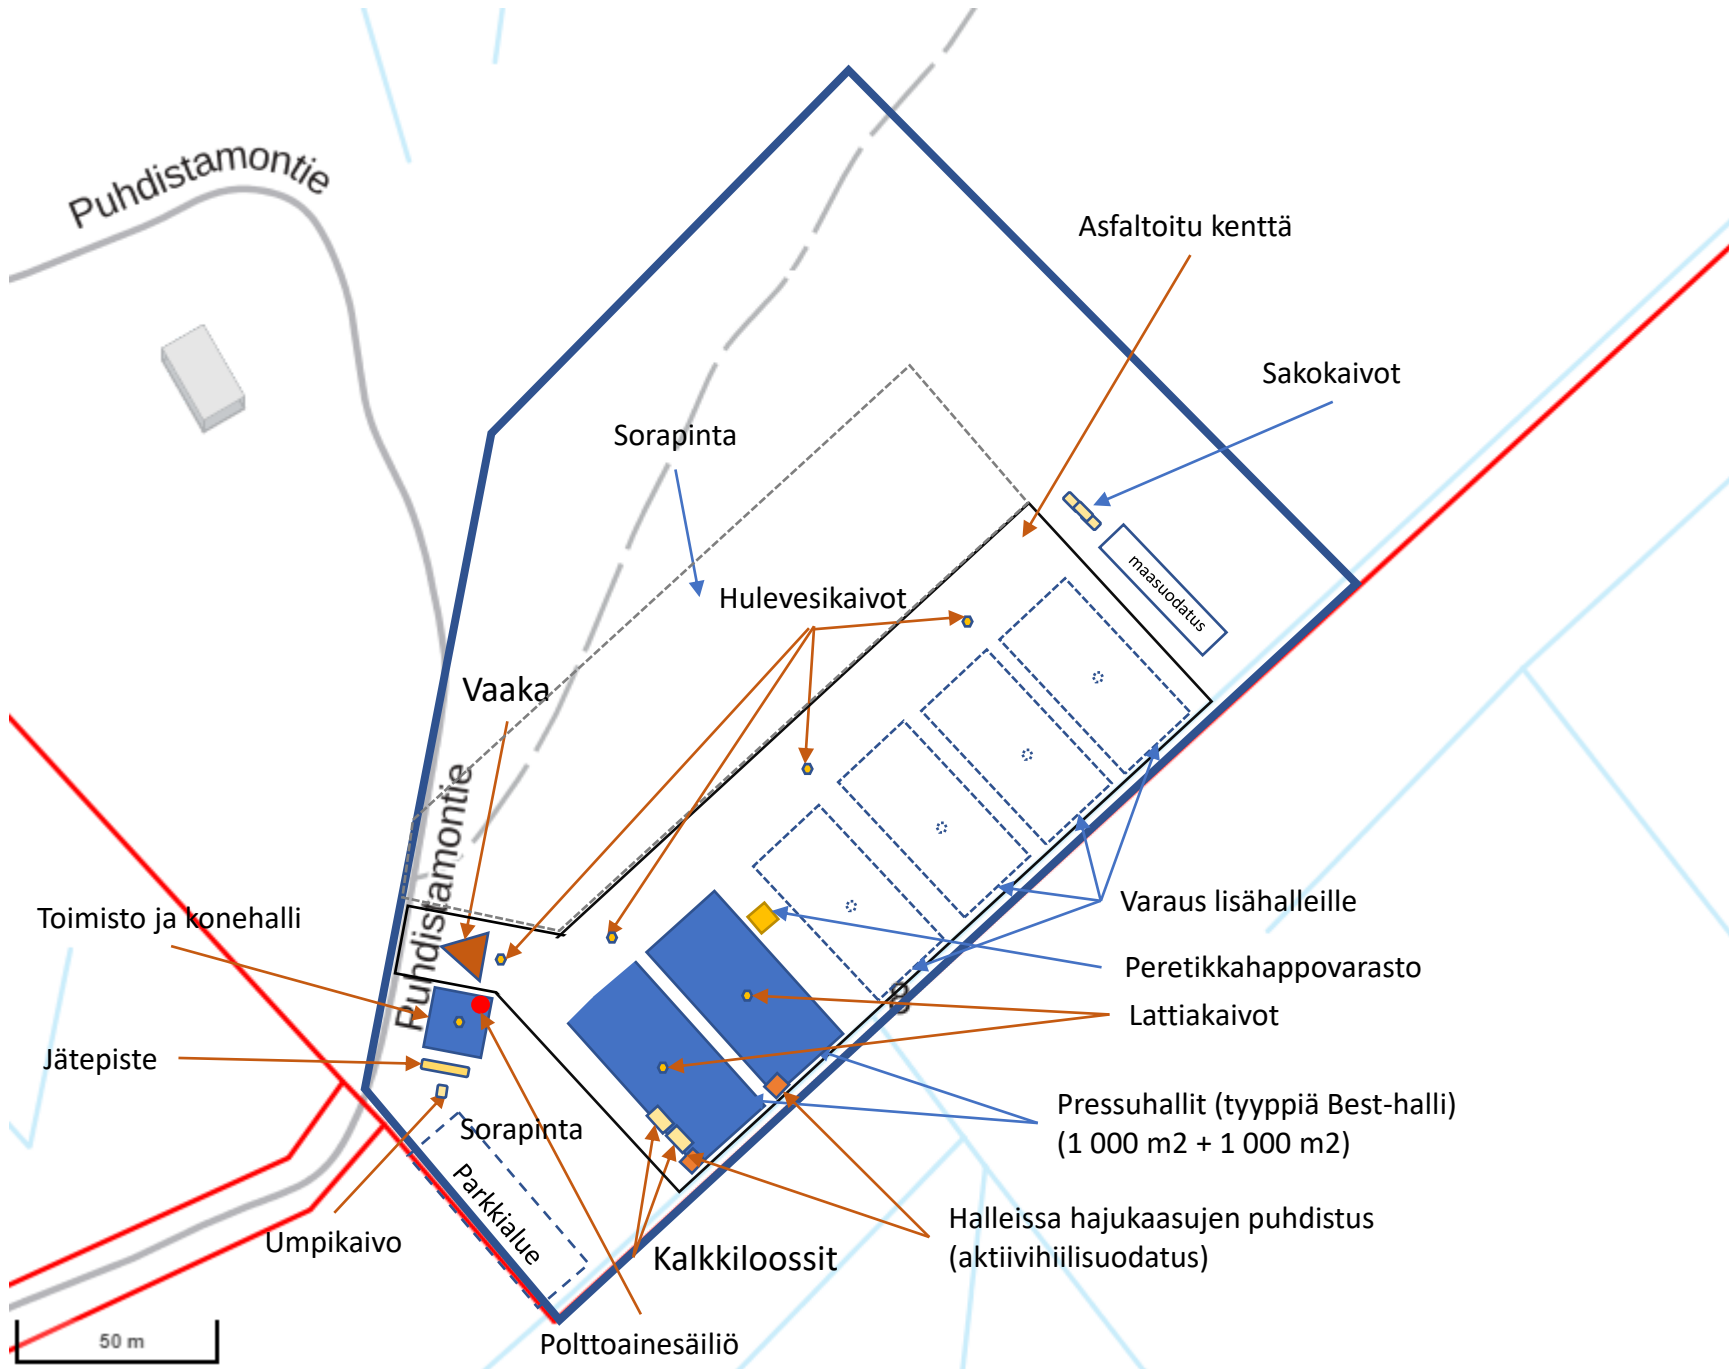 Puhdistamontie
Asfaltoitu kenttä
Sakokaivot
Sorapinta
maasuodatus
Hulevesikaivot
Vaaka
Puhdistamontie
Toimisto ja konehalli
Varaus lisähalleille
Peretikkahappovarasto
Lattiakaivot
Jätepiste
Pressuhallit (tyyppiä Best-halli)
(1 000 m2 + 1 000 m2)
Sorapinta
Parkkialue
Umpikaivo
Kalkkiloossit
Halleissa hajukaasujen puhdistus
(aktiivihiilisuodatus)
50 m
Polttoainesäiliö